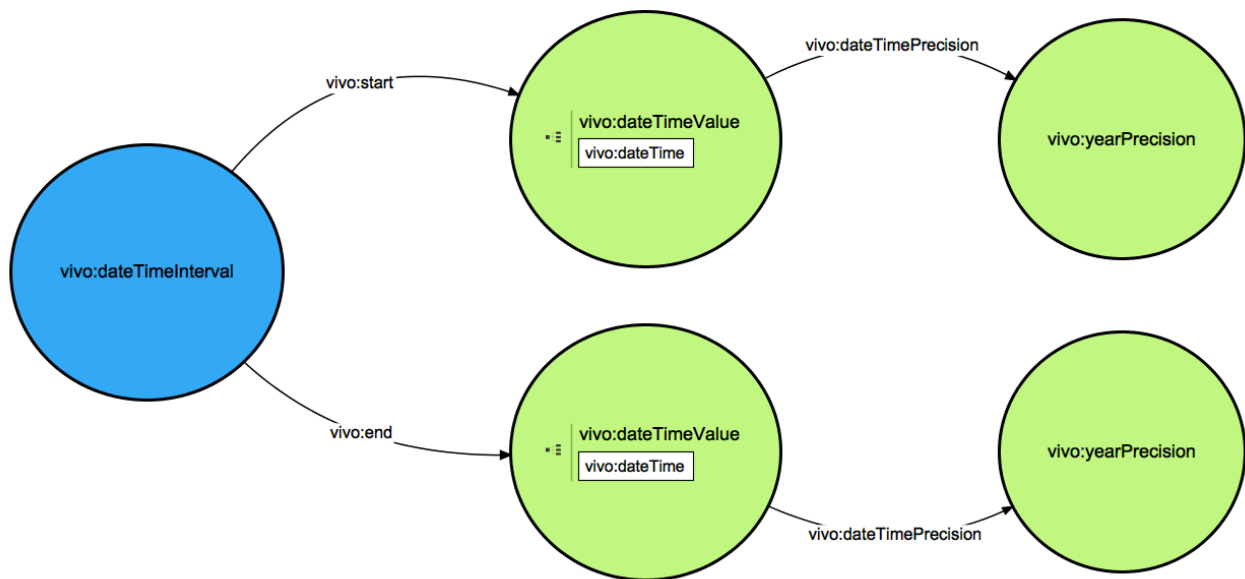 vivo:dateTimePrecision
vivo:start
vivo:dateTimeValue
vivo:dateTime
vivo:yearPrecision
vivo:dateTimeInterval
vivo:end
vivo:dateTimeValue
vivo:dateTime
vivo:yearPrecision
vivo:dateTimePrecision